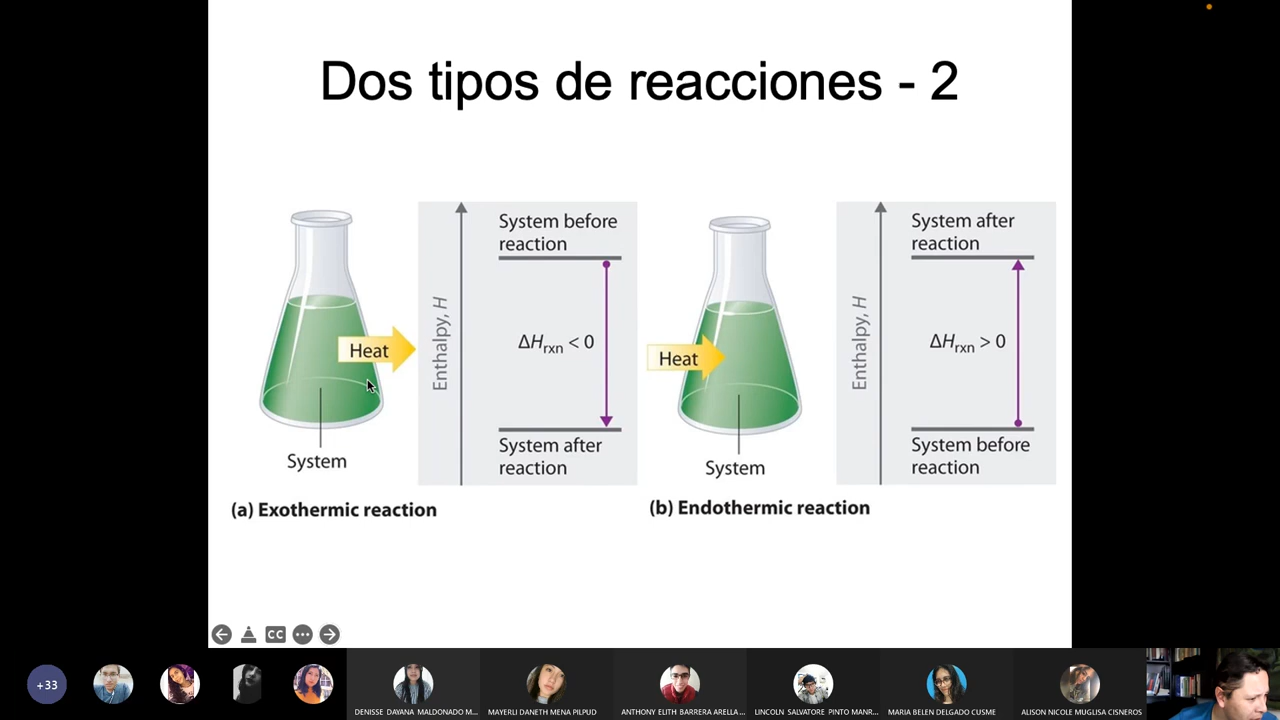 Dos tipos de reacciones - 2
System before
reaction
Enthalpy, H
ΔHrxn < 0
Heat
System after
reaction
System
(a) Exothermic reaction
System after
reaction
Enthalpy, H
ΔHrxn > 0
Heat
System before
reaction
System
(b) Endothermic reaction
CC
+33
DENISSE DAYANA MALDONADO M...
MAYERLI DANETH MENA PILPUD
ANTHONY ELITH BARRERA ARELLA...
LINCOLN SALVATORE PINTO MANR...
MARIA BELEN DELGADO CUSME
ALISON NICOLE MUGLISA CISNEROS